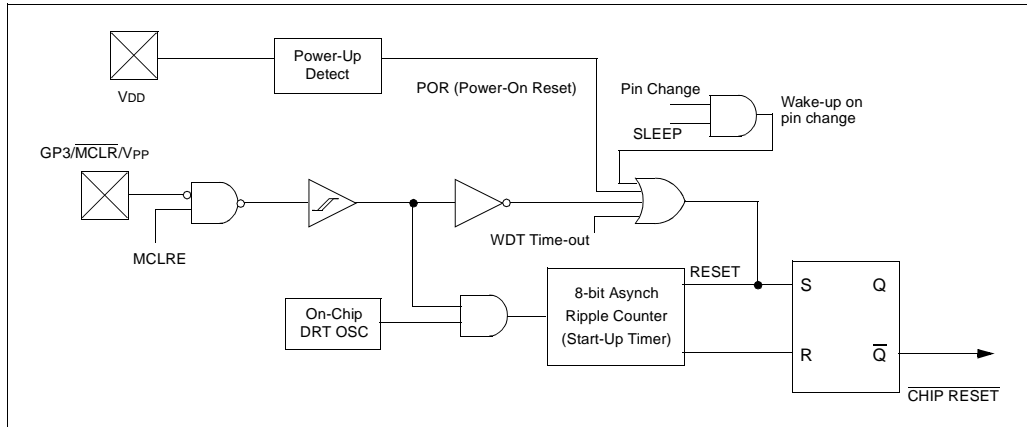 Power-Up
Detect
VDD
POR (Power-On Reset)
Pin Change
SLEEP
Wake-up on
pin change
GP3/MCLR/VPP
MCLRE
WDT Time-out
RESET
On-Chip
DRT OSC
8-bit Asynch
Ripple Counter
(Start-Up Timer)
S
Q
R
Q
CHIP RESET